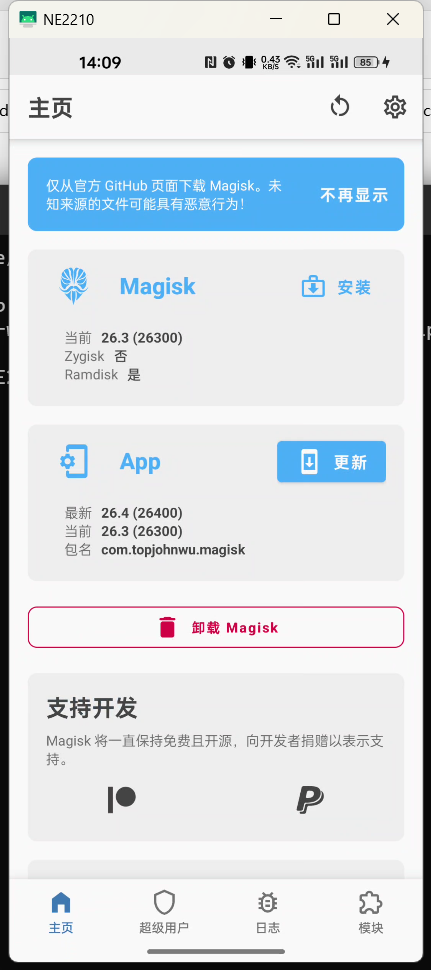 NE2210
14:09
0.43
KB/S
5G
5G
85
主页
仅从官方 GitHub 页面下载 Magisk。未
知来源的文件可能具有恶意行为！
不再显示
Magisk
安装
当前 26.3 (26300)
Zygisk 否
Ramdisk 是
App
更新
最新 26.4 (26400)
当前 26.3 (26300)
包名 com.topjohnwu.magisk
卸载 Magisk
支持开发
Magisk 将一直保持免费且开源，向开发者捐赠以表示支
持。
主页
超级用户
日志
模块